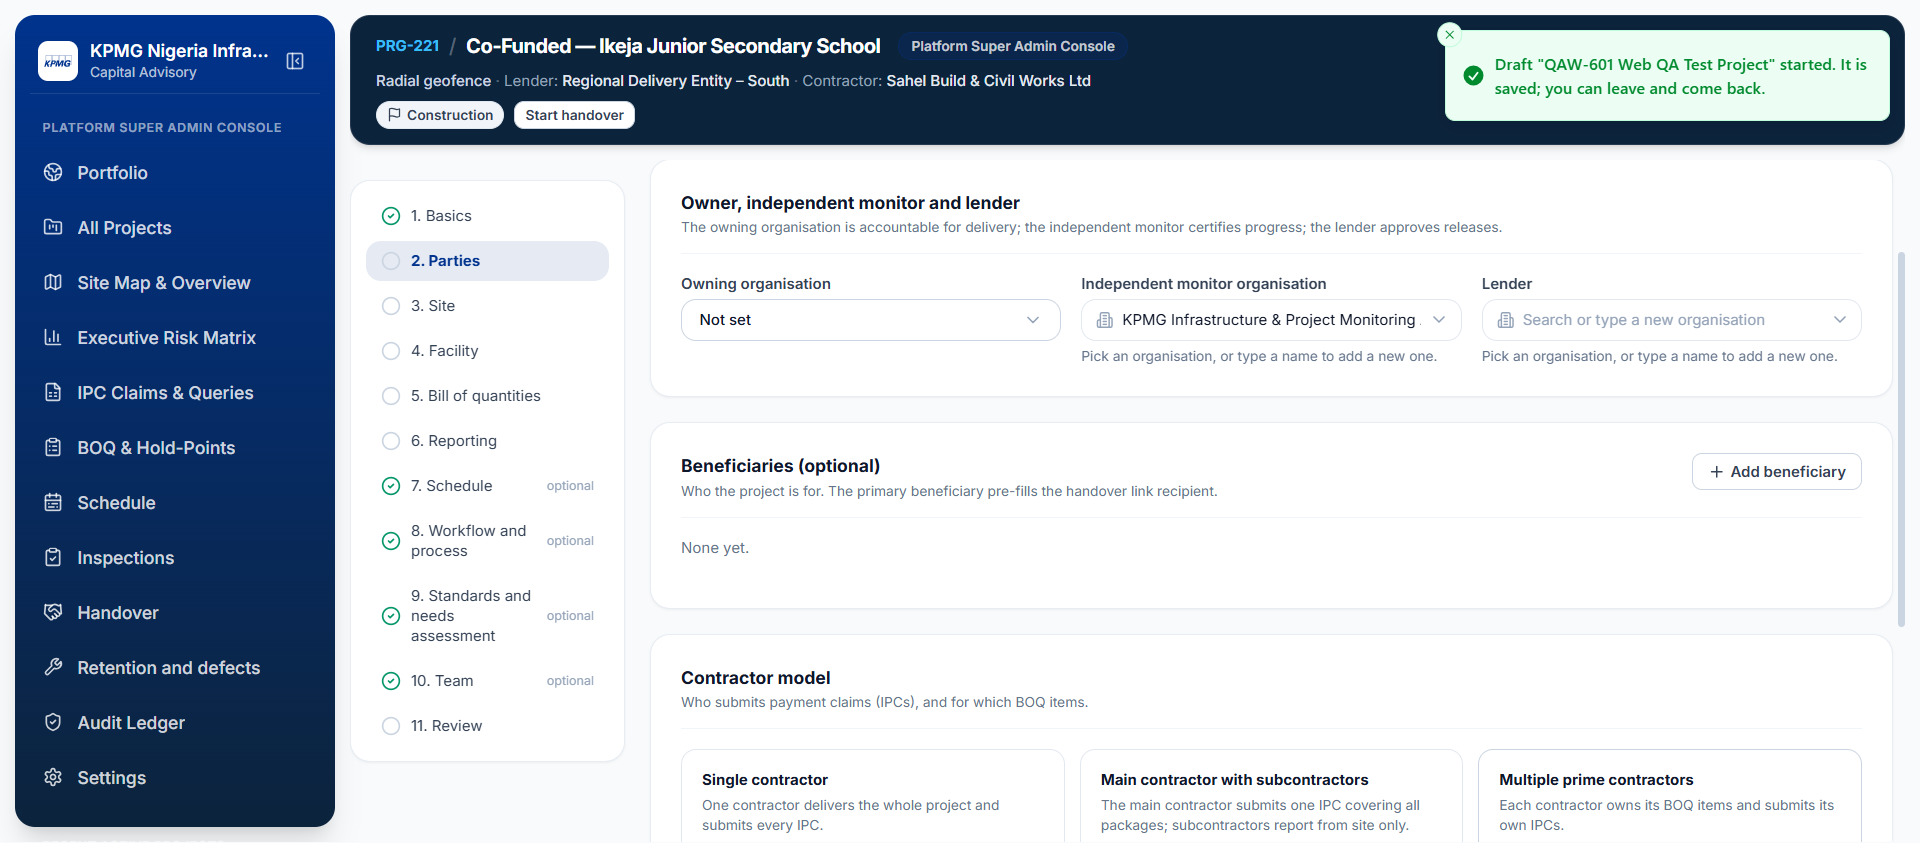 KPMG
KPMG Nigeria Infra...
Capital Advisory
PLATFORM SUPER ADMIN CONSOLE
Portfolio
All Projects
Site Map & Overview
Executive Risk Matrix
IPC Claims & Queries
BOQ & Hold-Points
Schedule
Inspections
Handover
Retention and defects
Audit Ledger
Settings
PRG-221 / Co-Funded — Ikeja Junior Secondary School Platform Super Admin Console
Radial geofence · Lender: Regional Delivery Entity – South · Contractor: Sahel Build & Civil Works Ltd
Construction Start handover
Draft "QAW-601 Web QA Test Project" started. It is
saved; you can leave and come back.
1. Basics
2. Parties
3. Site
4. Facility
5. Bill of quantities
6. Reporting
7. Schedule optional
8. Workflow and
process optional
9. Standards and
needs
assessment optional
10. Team optional
11. Review
Owner, independent monitor and lender
The owning organisation is accountable for delivery; the independent monitor certifies progress; the lender approves releases.
Owning organisation Independent monitor organisation Lender
Not set KPMG Infrastructure & Project Monitoring Search or type a new organisation
Pick an organisation, or type a name to add a new one. Pick an organisation, or type a name to add a new one.
Beneficiaries (optional)
Who the project is for. The primary beneficiary pre-fills the handover link recipient.
+ Add beneficiary
None yet.
Contractor model
Who submits payment claims (IPCs), and for which BOQ items.
Single contractor
One contractor delivers the whole project and
submits every IPC.
Main contractor with subcontractors
The main contractor submits one IPC covering all
packages; subcontractors report from site only.
Multiple prime contractors
Each contractor owns its BOQ items and submits its
own IPCs.